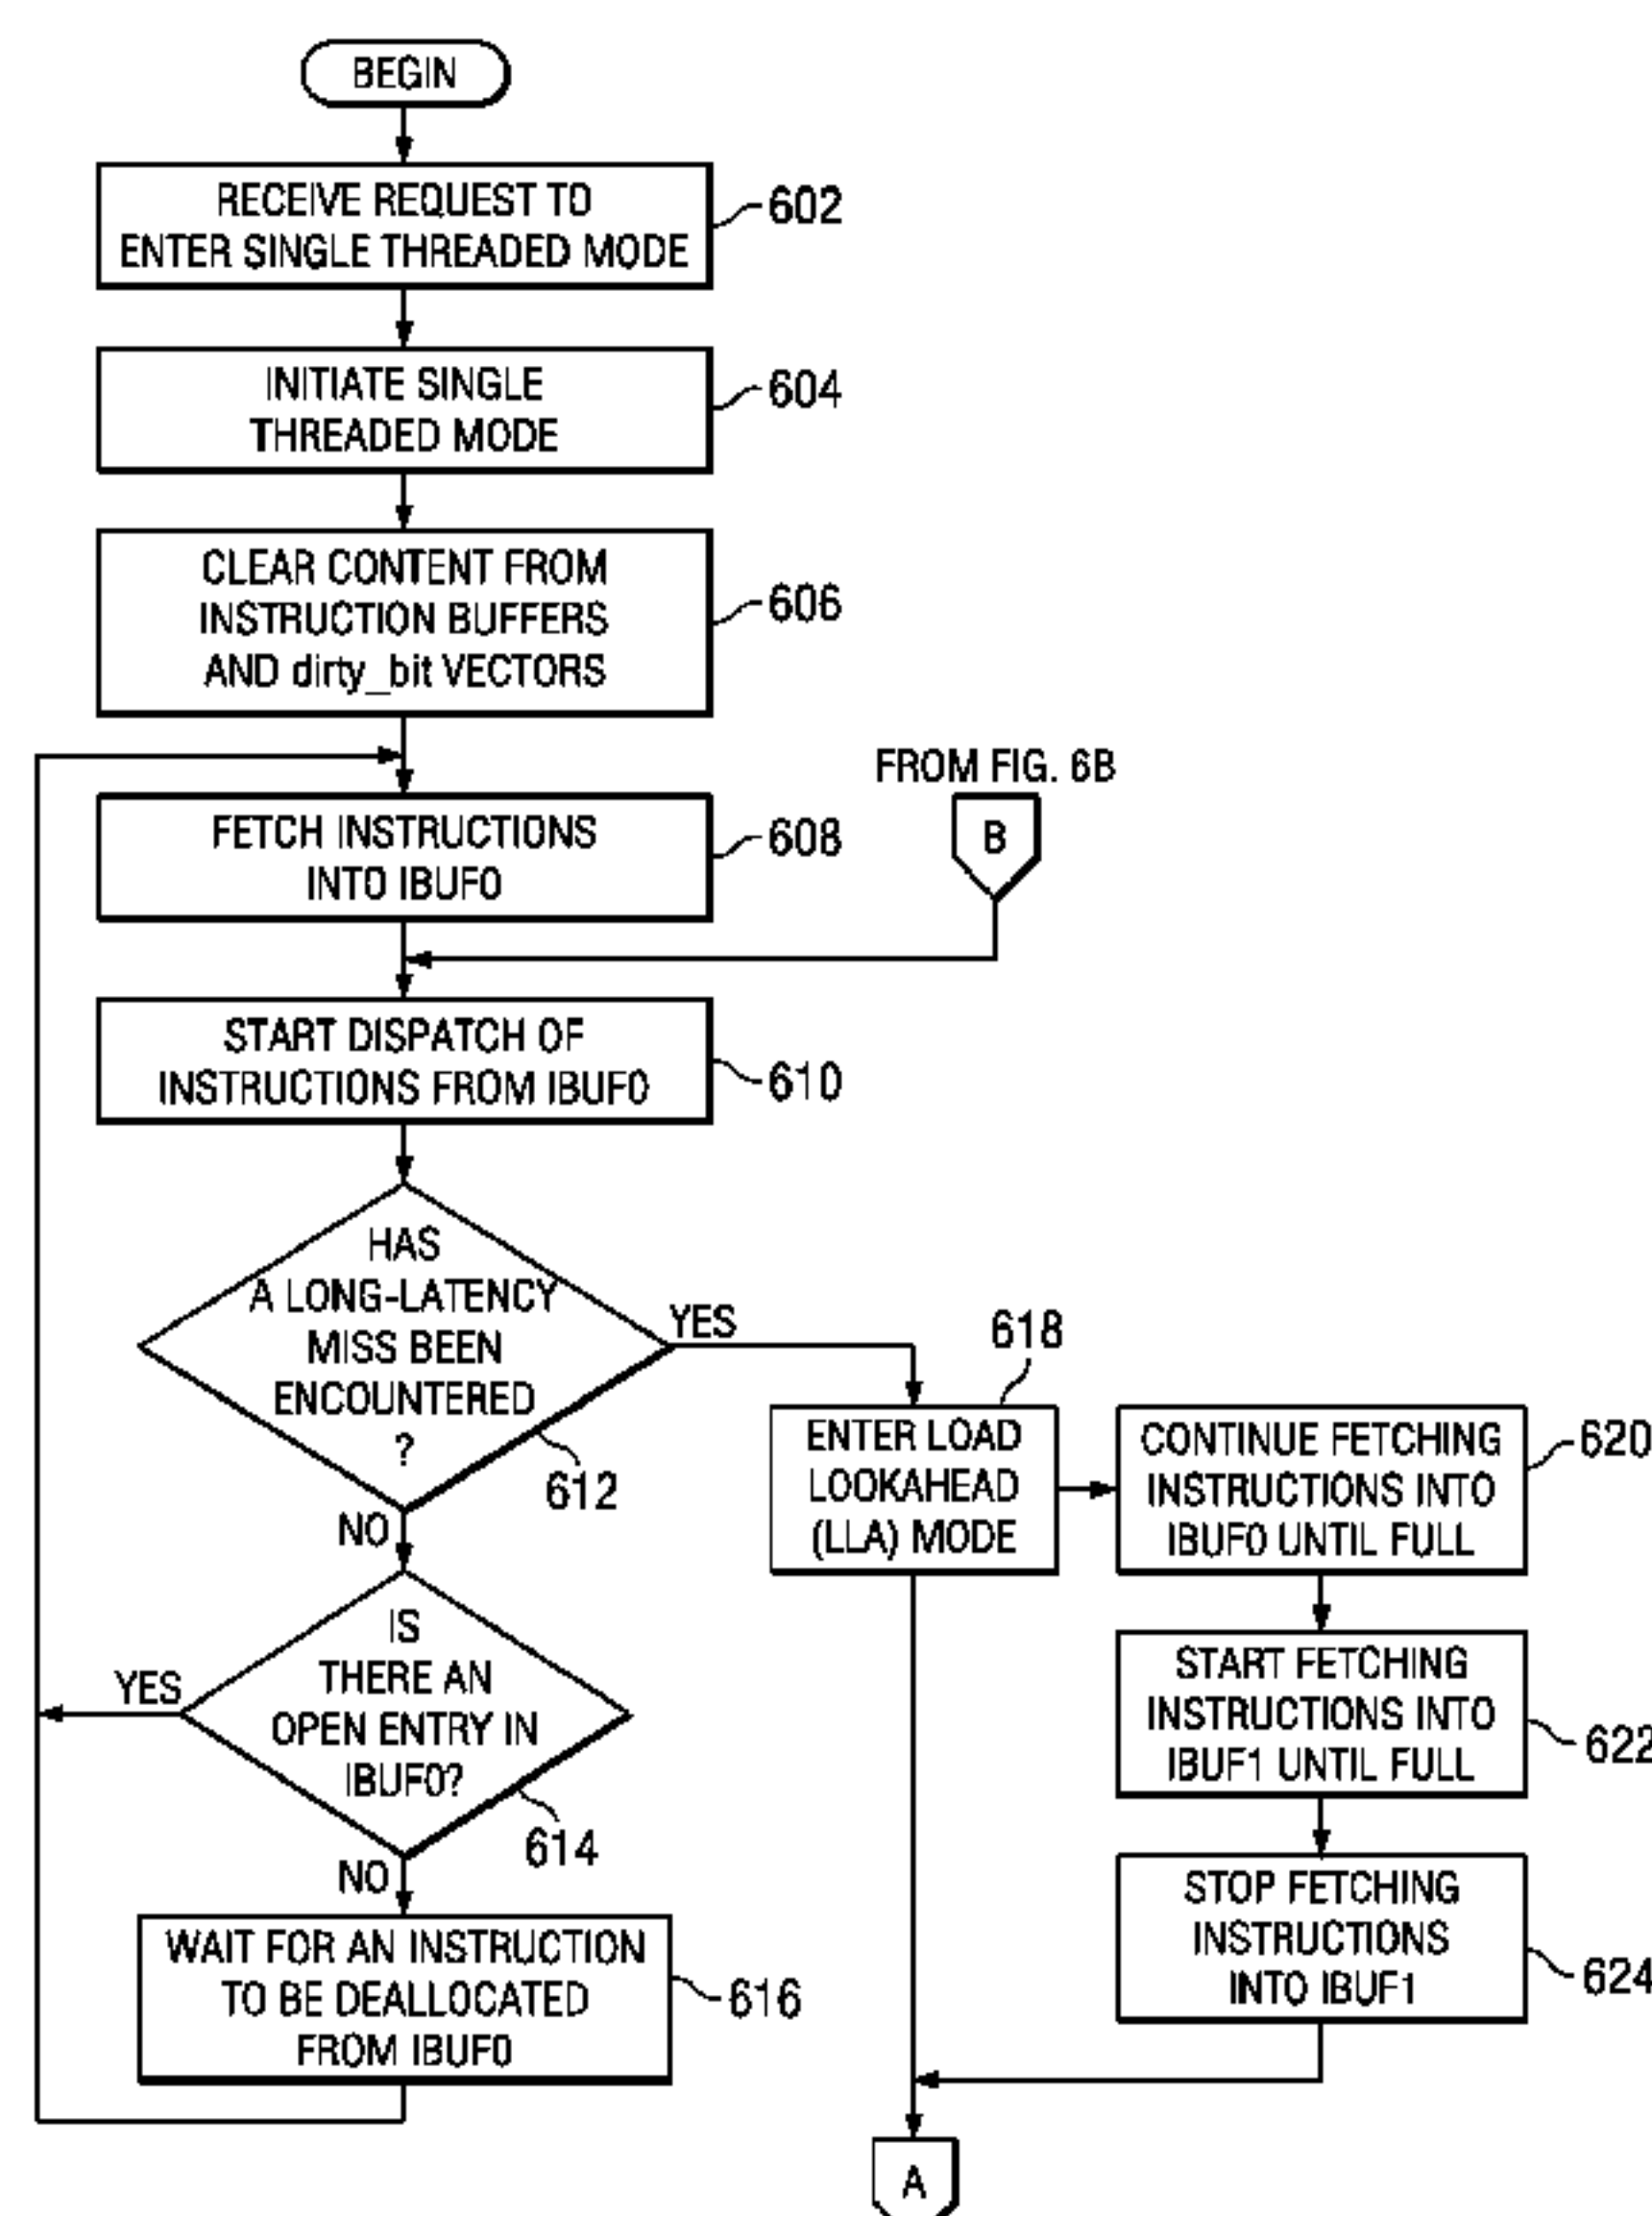 BEGIN
RECEIVE REQUEST TO
ENTER SINGLE THREADED MODE
602
INITIATE SINGLE
THREADED MODE
604
CLEAR CONTENT FROM
INSTRUCTION BUFFERS
AND dirty_bit VECTORS
606
FROM FIG. 6B
B
FETCH INSTRUCTIONS
INTO IBUF0
608
START DISPATCH OF
INSTRUCTIONS FROM IBUF0
610
HAS
A LONG-LATENCY
MISS BEEN
ENCOUNTERED
?
612
YES
NO
IS
THERE AN
OPEN ENTRY IN
IBUF0?
614
YES
NO
WAIT FOR AN INSTRUCTION
TO BE DEALLOCATED
FROM IBUF0
616
618
ENTER LOAD
LOOKAHEAD
(LLA) MODE
CONTINUE FETCHING
INSTRUCTIONS INTO
IBUF0 UNTIL FULL
620
START FETCHING
INSTRUCTIONS INTO
IBUF1 UNTIL FULL
622
STOP FETCHING
INSTRUCTIONS
INTO IBUF1
624
A